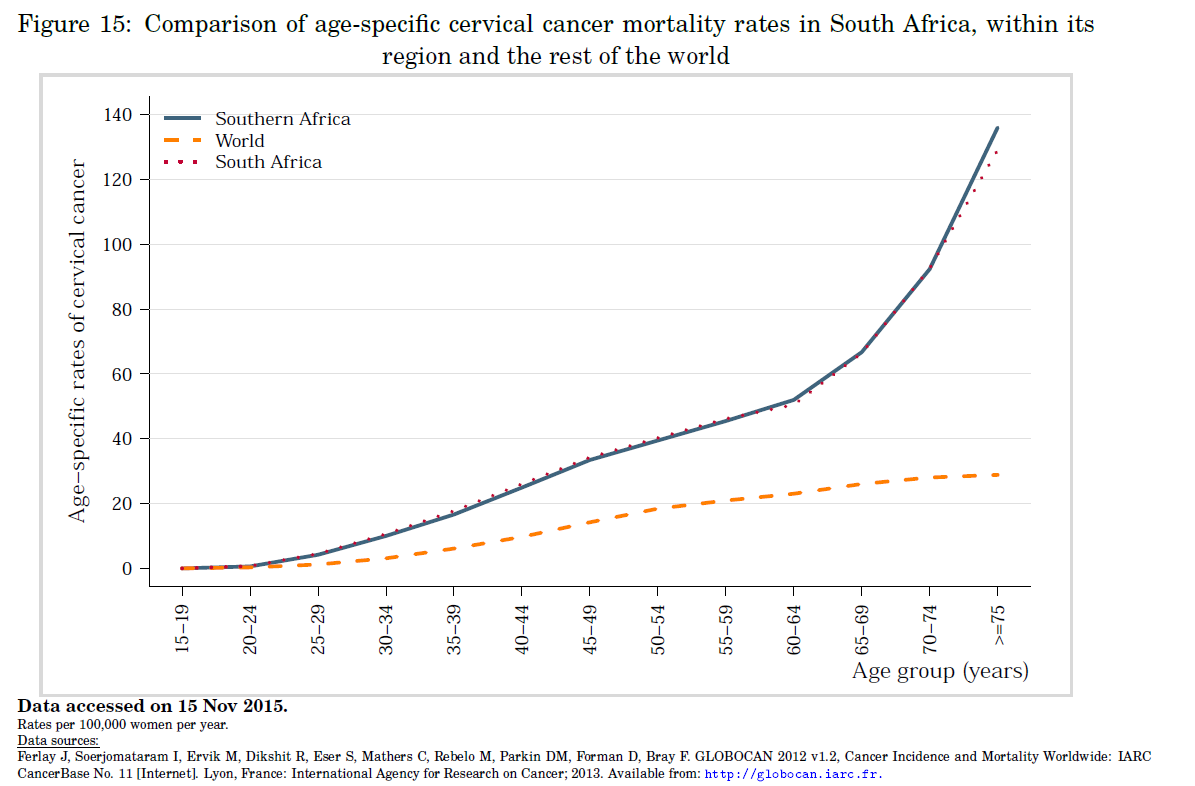 Figure 15: Comparison of age-specific cervical cancer mortality rates in South Africa, within its
region and the rest of the world
Southern Africa
World
South Africa
Age−specific rates of cervical cancer
140
120
100
80
60
40
20
0
15−19
20−24
25−29
30−34
35−39
40−44
45−49
50−54
55−59
60−64
65−69
70−74
>=75
Age group (years)
Data accessed on 15 Nov 2015.
Rates per 100,000 women per year.
Data sources:
Ferlay J, Soerjomataram I, Ervik M, Dikshit R, Eser S, Mathers C, Rebelo M, Parkin DM, Forman D, Bray F. GLOBOCAN 2012 v1.2, Cancer Incidence and Mortality Worldwide: IARC
CancerBase No. 11 [Internet]. Lyon, France: International Agency for Research on Cancer; 2013. Available from: http://globocan.iarc.fr.